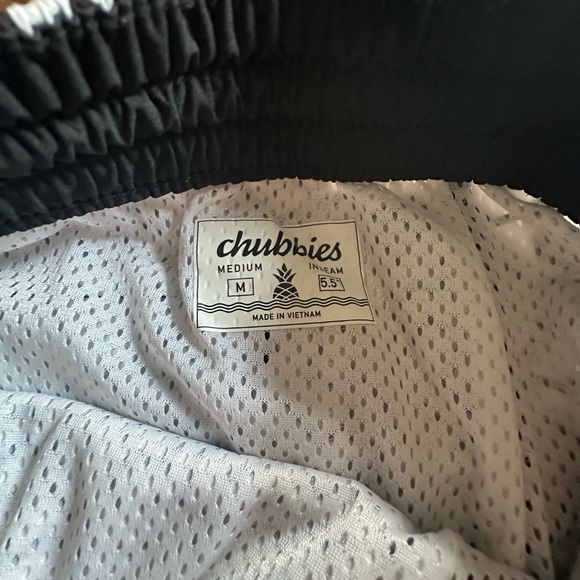 chubbies
MEDIUM INSEAM
M 5.5"
MADE IN VIETNAM